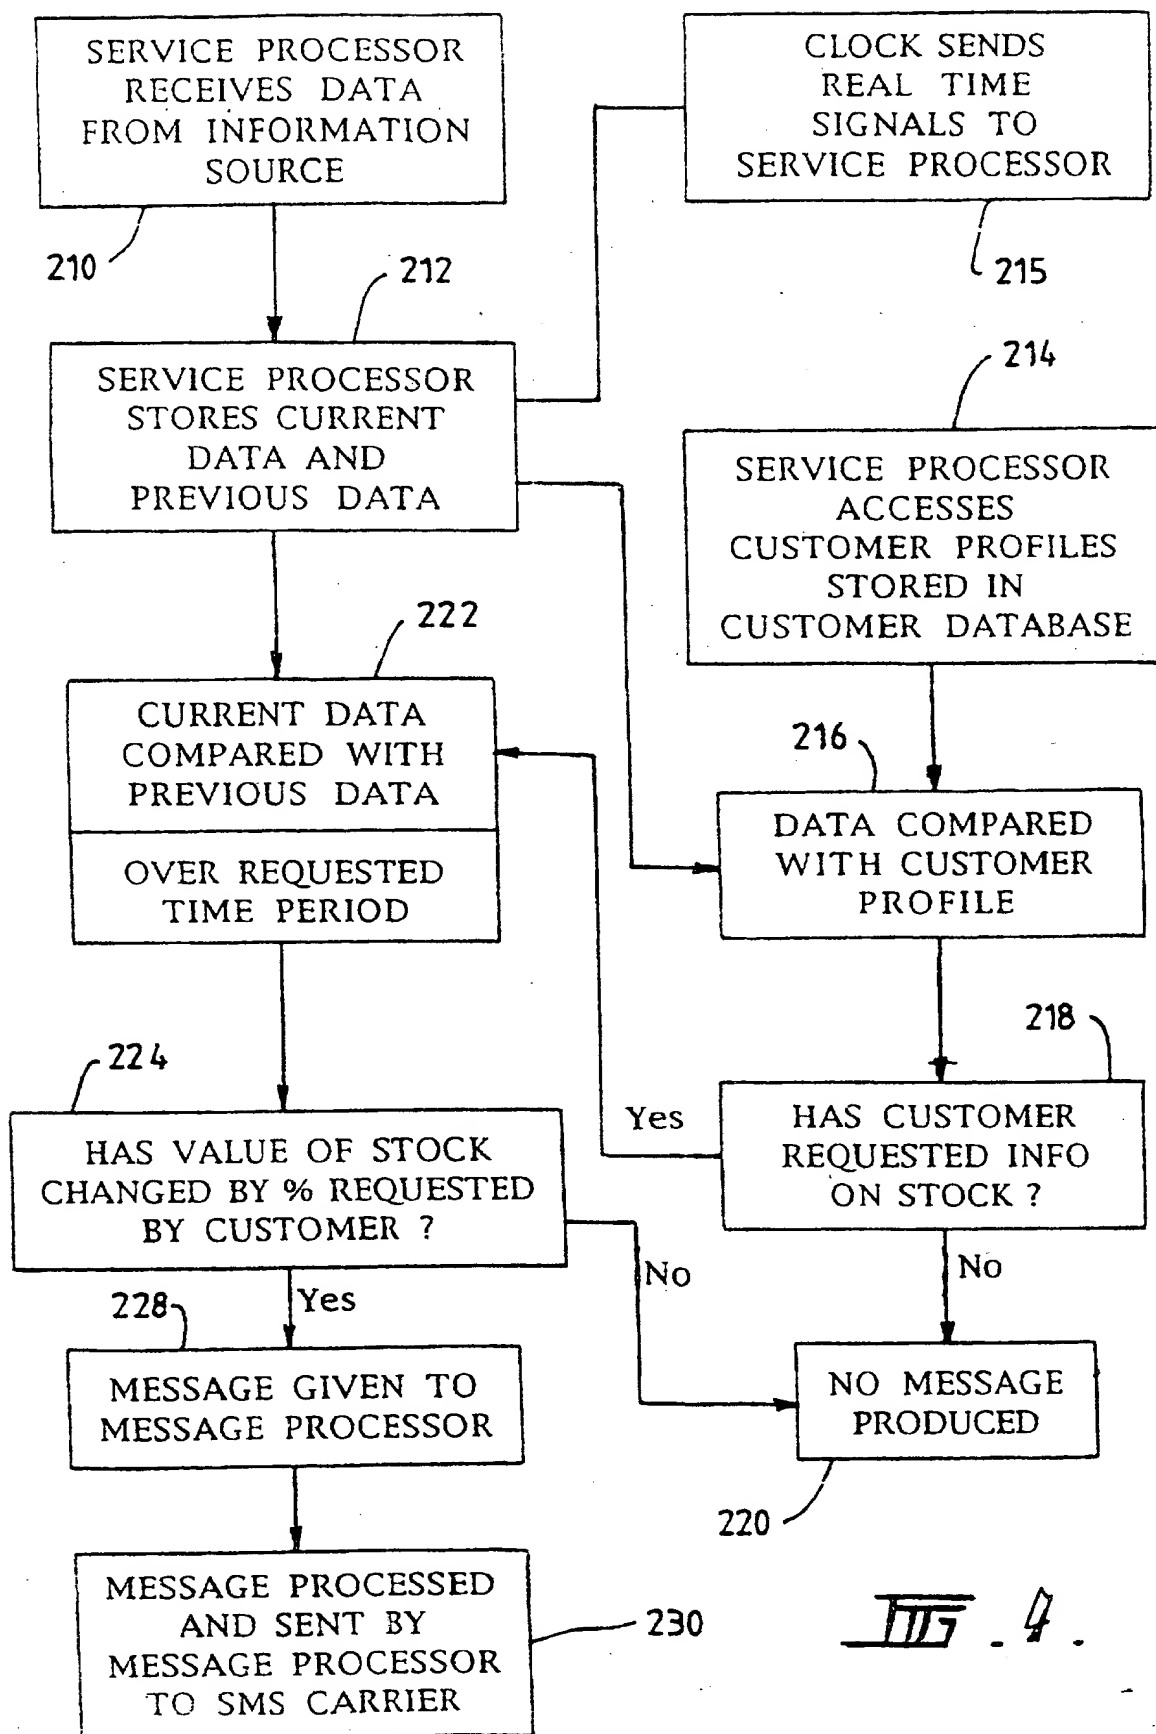 SERVICE PROCESSOR
RECEIVES DATA
FROM INFORMATION
SOURCE
210
CLOCK SENDS
REAL TIME
SIGNALS TO
SERVICE PROCESSOR
215
212
SERVICE PROCESSOR
STORES CURRENT
DATA AND
PREVIOUS DATA
214
SERVICE PROCESSOR
ACCESSES
CUSTOMER PROFILES
STORED IN
CUSTOMER DATABASE
222
CURRENT DATA
COMPARED WITH
PREVIOUS DATA
OVER REQUESTED
TIME PERIOD
216
DATA COMPARED
WITH CUSTOMER
PROFILE
218
HAS CUSTOMER
REQUESTED INFO
ON STOCK ?
Yes
No
224
HAS VALUE OF STOCK
CHANGED BY % REQUESTED
BY CUSTOMER ?
No
Yes
228
MESSAGE GIVEN TO
MESSAGE PROCESSOR
NO MESSAGE
PRODUCED
220
MESSAGE PROCESSED
AND SENT BY
MESSAGE PROCESSOR
TO SMS CARRIER
230
FIG . 4 .